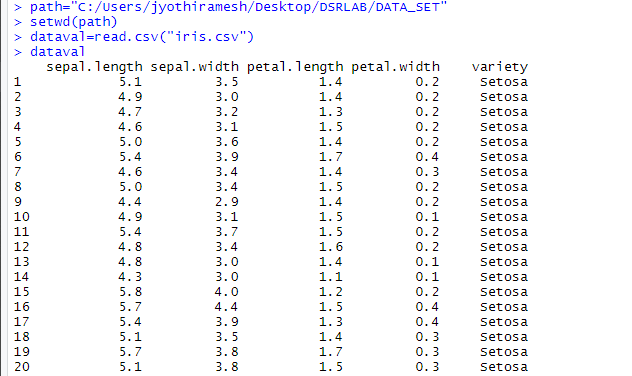 > path="C:/Users/jyothiramesh/Desktop/DSRLAB/DATA_SET"
> setwd(path)
> dataval=read.csv("iris.csv")
> dataval
   sepal.length sepal.width petal.length petal.width    variety
1           5.1         3.5          1.4         0.2     Setosa
2           4.9         3.0          1.4         0.2     Setosa
3           4.7         3.2          1.3         0.2     Setosa
4           4.6         3.1          1.5         0.2     Setosa
5           5.0         3.6          1.4         0.2     Setosa
6           5.4         3.9          1.7         0.4     Setosa
7           4.6         3.4          1.4         0.3     Setosa
8           5.0         3.4          1.5         0.2     Setosa
9           4.4         2.9          1.4         0.2     Setosa
10          4.9         3.1          1.5         0.1     Setosa
11          5.4         3.7          1.5         0.2     Setosa
12          4.8         3.4          1.6         0.2     Setosa
13          4.8         3.0          1.4         0.1     Setosa
14          4.3         3.0          1.1         0.1     Setosa
15          5.8         4.0          1.2         0.2     Setosa
16          5.7         4.4          1.5         0.4     Setosa
17          5.4         3.9          1.3         0.4     Setosa
18          5.1         3.5          1.4         0.3     Setosa
19          5.7         3.8          1.7         0.3     Setosa
20          5.1         3.8          1.5         0.3     Setosa